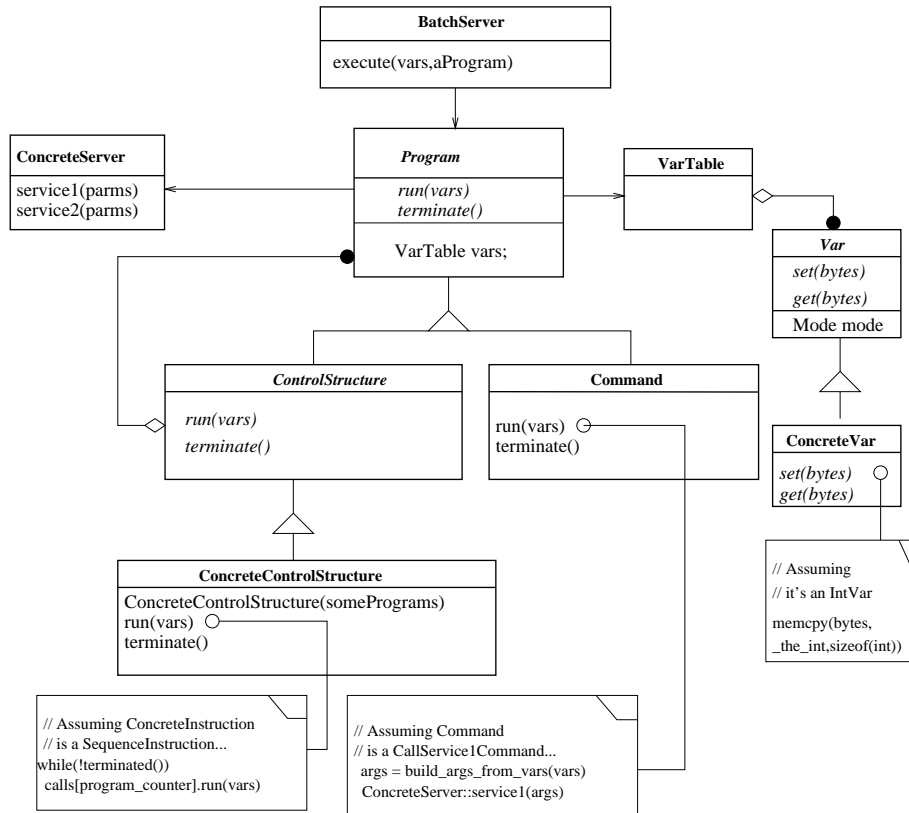 BatchServer
execute(vars,aProgram)
ConcreteServer
service1(parms)
service2(parms)
Program
run(vars)
terminate()
VarTable vars;
VarTable
Var
set(bytes)
get(bytes)
Mode mode
ControlStructure
run(vars)
terminate()
Command
run(vars)
terminate()
ConcreteVar
set(bytes)
get(bytes)
// Assuming
// it's an IntVar
memcpy(bytes,
_the_int,sizeof(int))
ConcreteControlStructure
ConcreteControlStructure(somePrograms)
run(vars)
terminate()
// Assuming ConcreteInstruction
// is a SequenceInstruction...
while(!terminated())
calls[program_counter].run(vars)
// Assuming Command
// is a CallService1Command...
args = build_args_from_vars(vars)
ConcreteServer::service1(args)